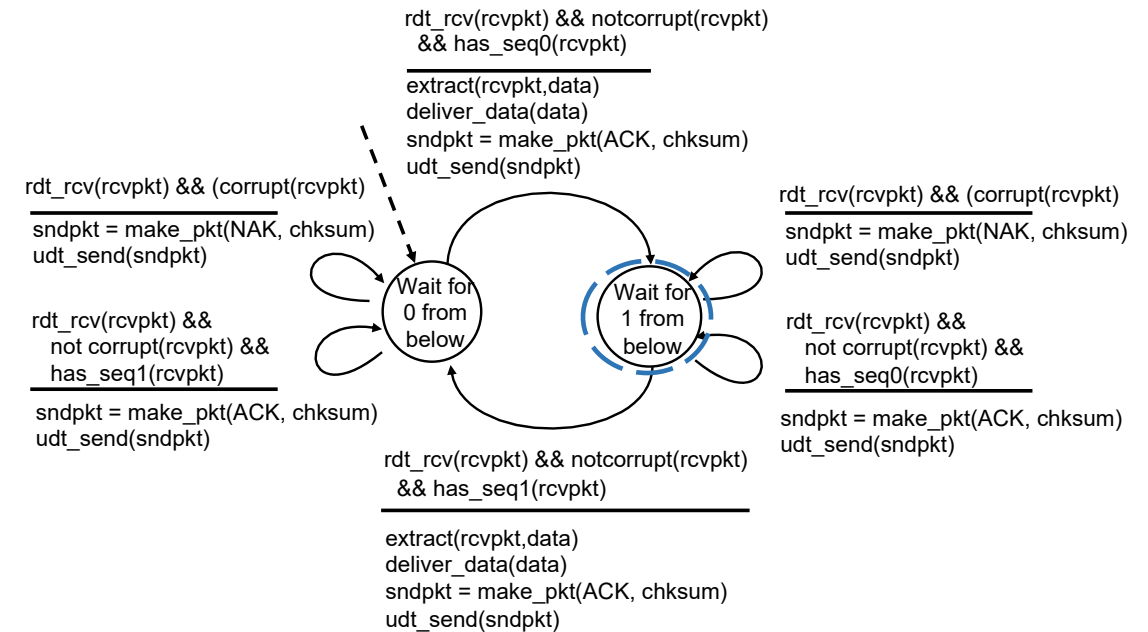 rdt_rcv(rcvpkt) && notcorrupt(rcvpkt)
&& has_seq0(rcvpkt)
extract(rcvpkt,data)
deliver_data(data)
sndpkt = make_pkt(ACK, chksum)
udt_send(sndpkt)
rdt_rcv(rcvpkt) && (corrupt(rcvpkt)
sndpkt = make_pkt(NAK, chksum)
udt_send(sndpkt)
rdt_rcv(rcvpkt) &&
not corrupt(rcvpkt) &&
has_seq1(rcvpkt)
sndpkt = make_pkt(ACK, chksum)
udt_send(sndpkt)
Wait for
0 from
below
Wait for
1 from
below
rdt_rcv(rcvpkt) && (corrupt(rcvpkt)
sndpkt = make_pkt(NAK, chksum)
udt_send(sndpkt)
rdt_rcv(rcvpkt) &&
not corrupt(rcvpkt) &&
has_seq0(rcvpkt)
sndpkt = make_pkt(ACK, chksum)
udt_send(sndpkt)
rdt_rcv(rcvpkt) && notcorrupt(rcvpkt)
&& has_seq1(rcvpkt)
extract(rcvpkt,data)
deliver_data(data)
sndpkt = make_pkt(ACK, chksum)
udt_send(sndpkt)